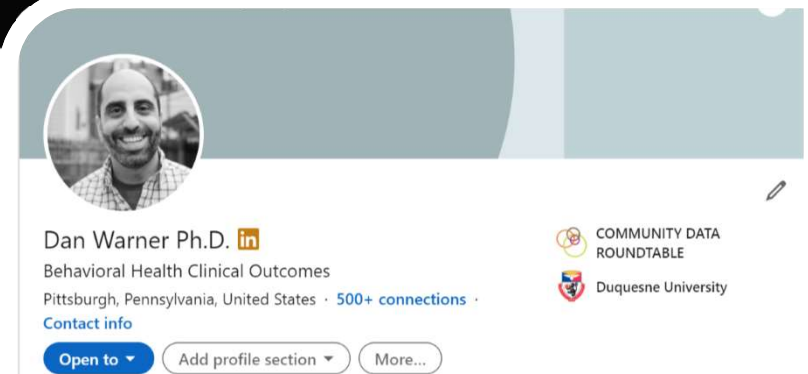 Dan Warner Ph.D. in
Behavioral Health Clinical Outcomes
Pittsburgh, Pennsylvania, United States · 500+ connections ·
Contact info
Open to
Add profile section
More...
COMMUNITY DATA
ROUNDTABLE
Duquesne University